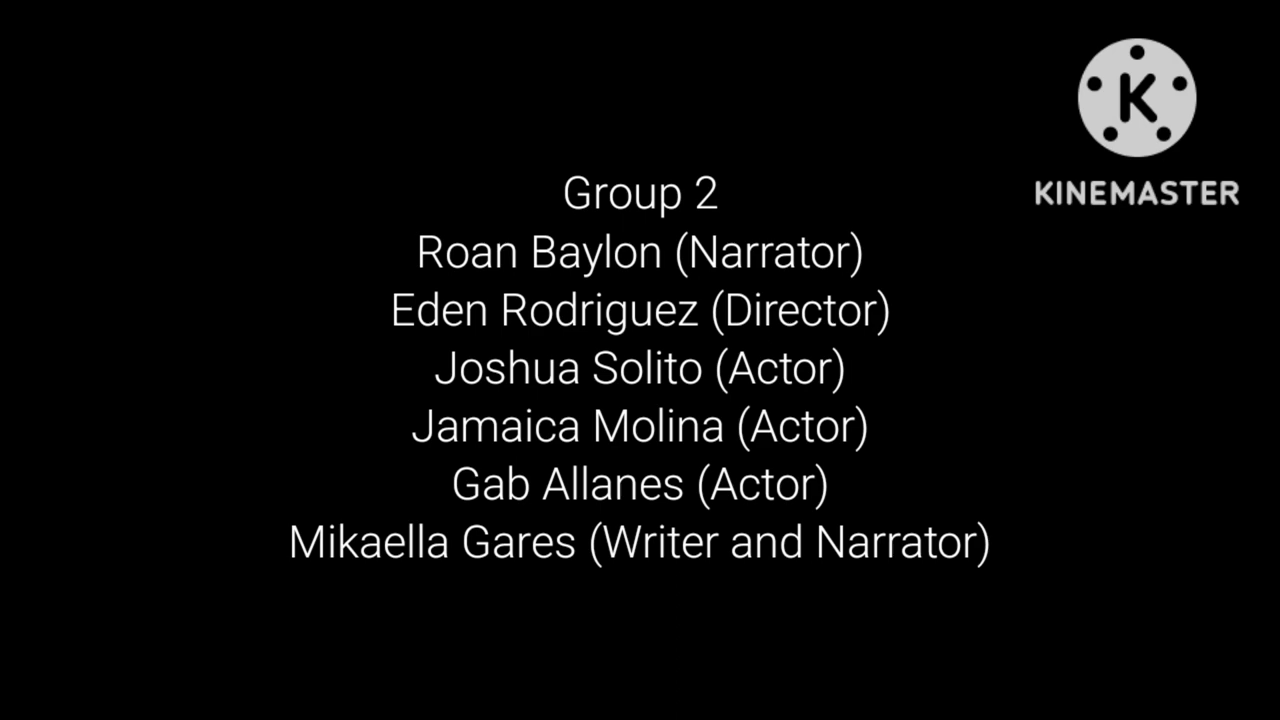 K
KINEMASTER
Group 2
Roan Baylon (Narrator)
Eden Rodriguez (Director)
Joshua Solito (Actor)
Jamaica Molina (Actor)
Gab Allanes (Actor)
Mikaella Gares (Writer and Narrator)